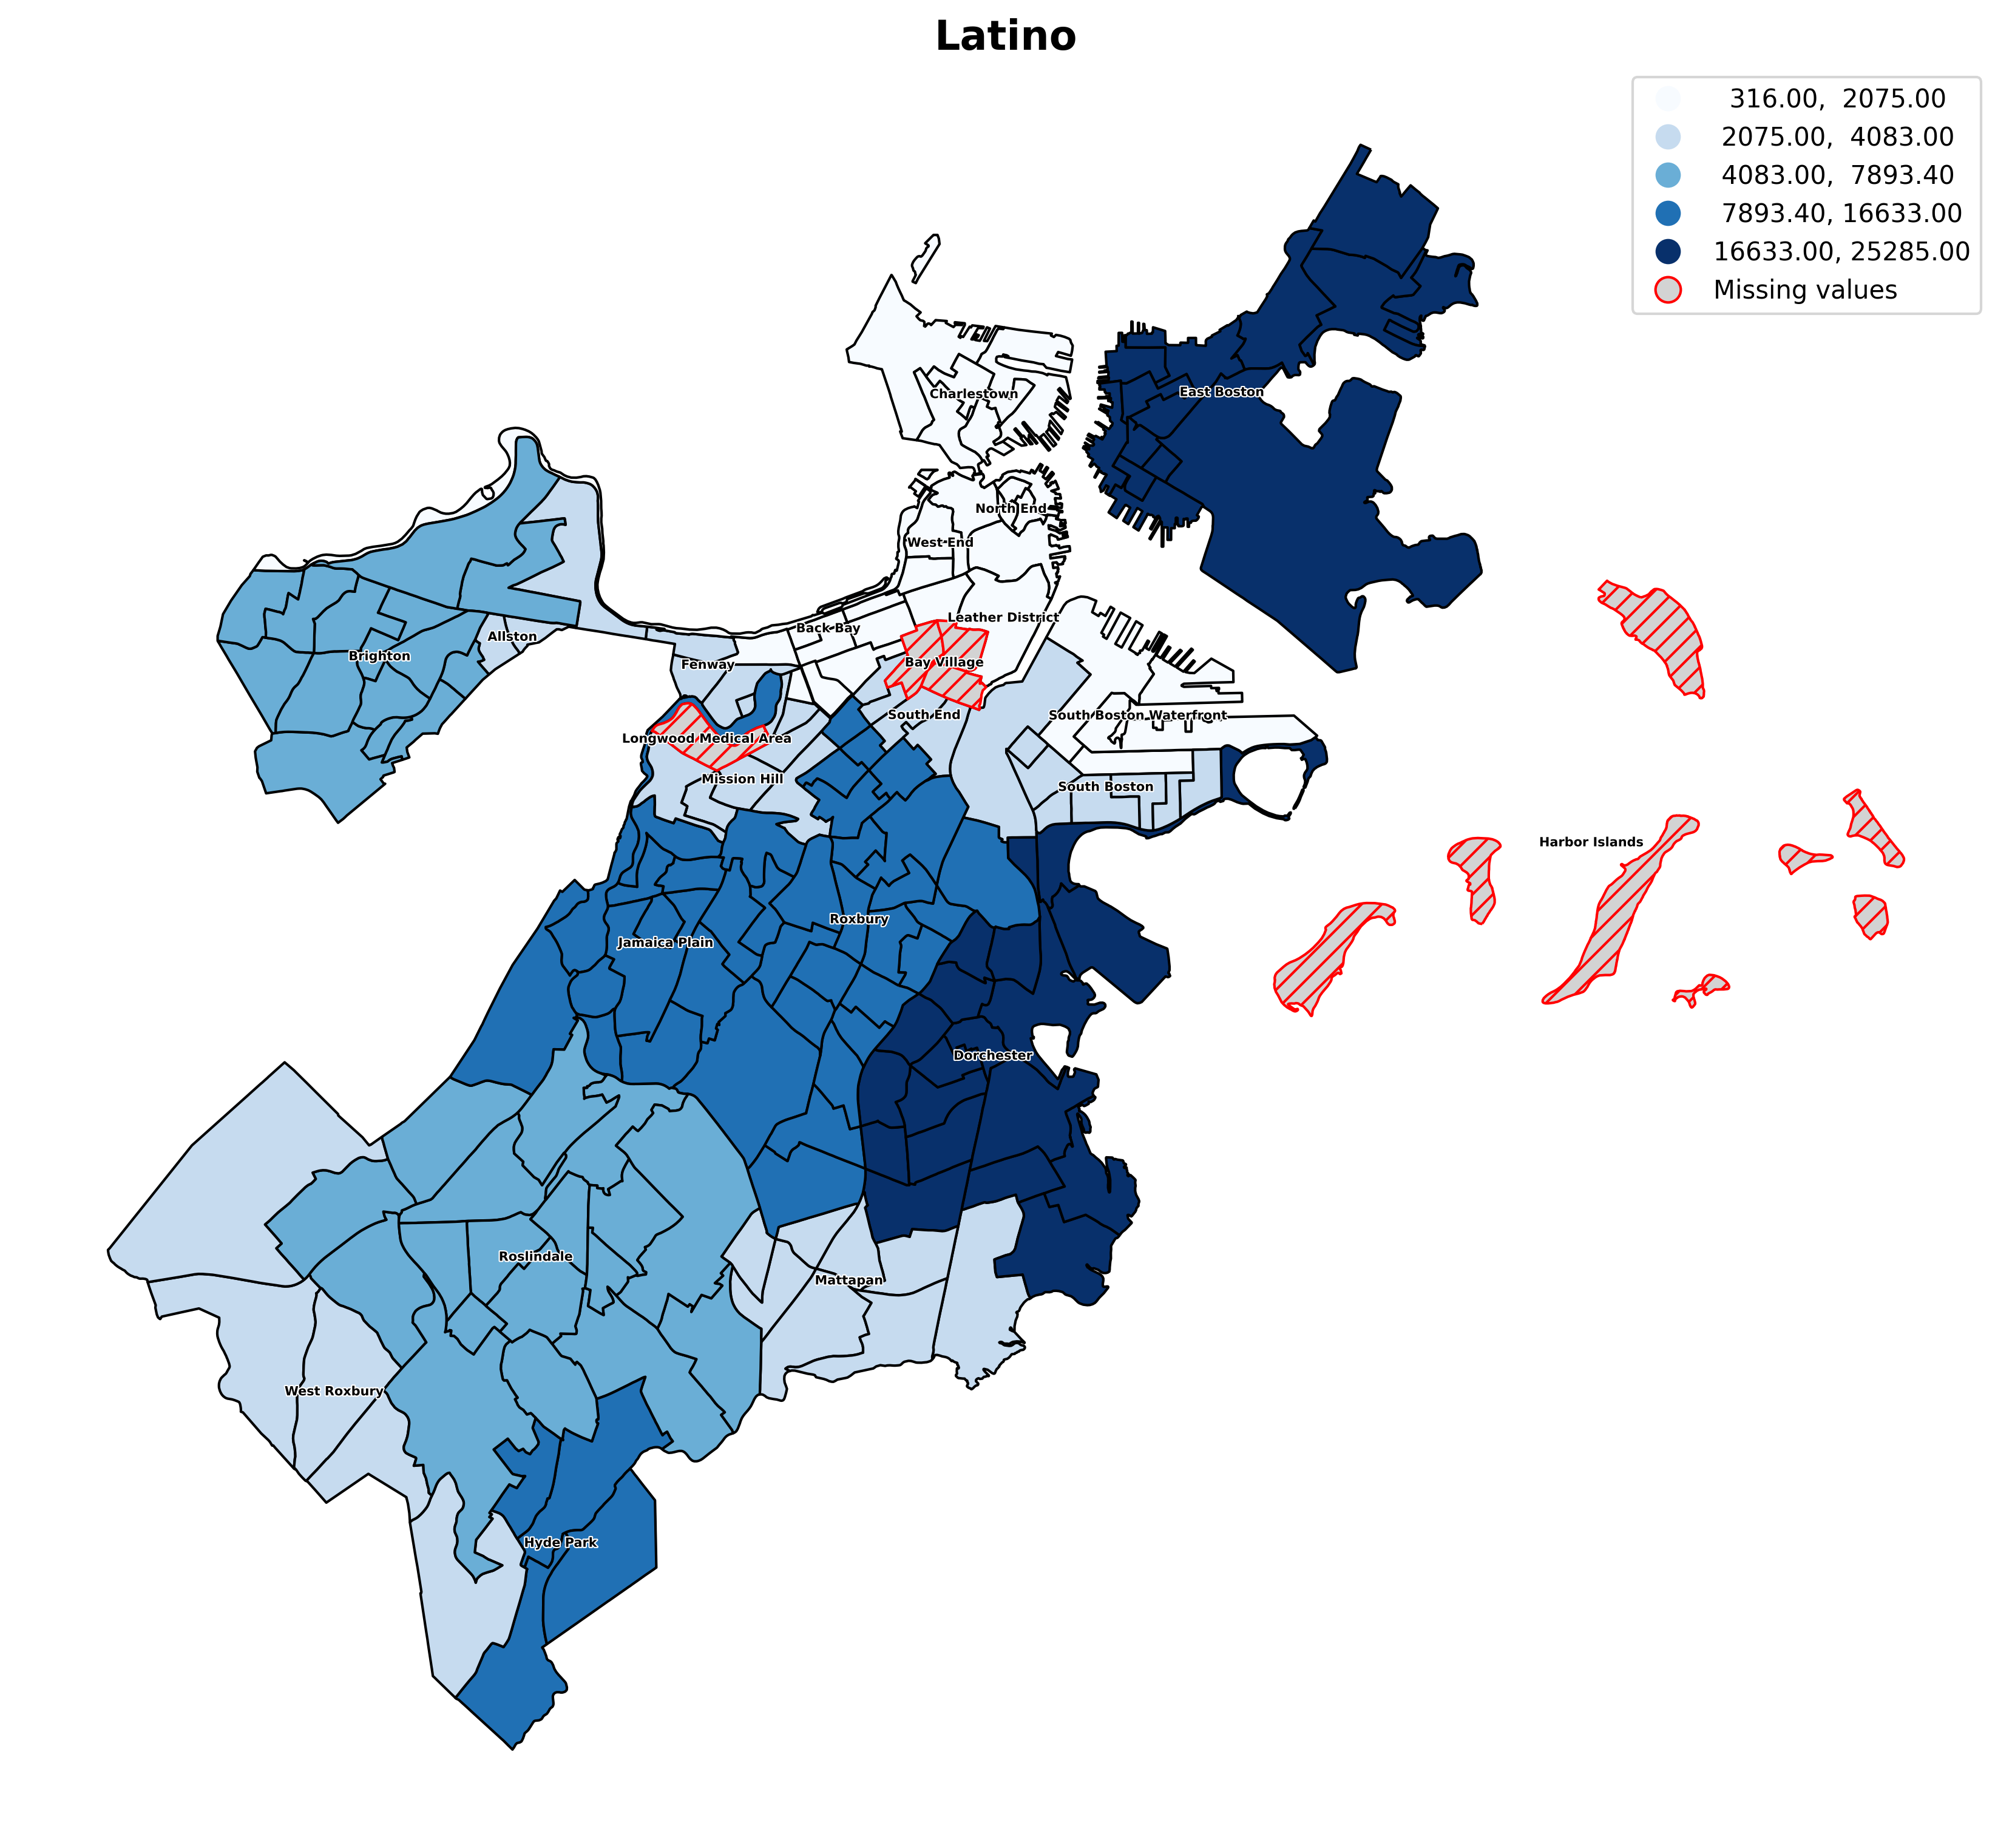 Latino
316.00, 2075.00
2075.00, 4083.00
4083.00, 7893.40
7893.40, 16633.00
16633.00, 25285.00
Missing values
Charlestown
East Boston
North End
West End
Leather District
Back Bay
Allston
Brighton
Fenway
Bay Village
South End
South Boston Waterfront
Longwood Medical Area
Mission Hill
South Boston
Harbor Islands
Roxbury
Jamaica Plain
Dorchester
Roslindale
Mattapan
West Roxbury
Hyde Park